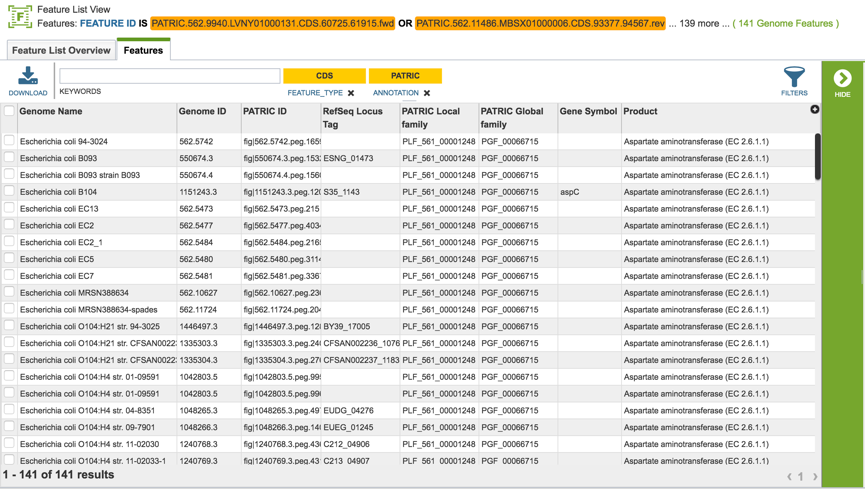 Feature List View
Features: FEATURE ID IS PATRIC.562.9940.LVNY01000131.CDS.60725.61915.fwd OR PATRIC.562.11486.MBSX01000006.CDS.93377.94567.rev ... 139 more ... ( 141 Genome Features )
Feature List Overview Features
CDS PATRIC
DOWNLOAD KEYWORDS FEATURE_TYPE ✖ ANNOTATION ✖ FILTERS HIDE
Genome Name Genome ID PATRIC ID RefSeq Locus Tag PATRIC Local family PATRIC Global family Gene Symbol Product
Escherichia coli 94-3024 562.5742 fig|562.5742.peg.165 PLF_561_00001248 PGF_00066715 Aspartate aminotransferase (EC 2.6.1.1)
Escherichia coli B093 550674.3 fig|550674.3.peg.153 ESNG_01473 PLF_561_00001248 PGF_00066715 Aspartate aminotransferase (EC 2.6.1.1)
Escherichia coli B093 strain B093 550674.4 fig|550674.4.peg.156 PLF_561_00001248 PGF_00066715 Aspartate aminotransferase (EC 2.6.1.1)
Escherichia coli B104 1151243.3 fig|1151243.3.peg.120 S35_1143 PLF_561_00001248 PGF_00066715 aspC Aspartate aminotransferase (EC 2.6.1.1)
Escherichia coli EC13 562.5473 fig|562.5473.peg.215 PLF_561_00001248 PGF_00066715 Aspartate aminotransferase (EC 2.6.1.1)
Escherichia coli EC2 562.5477 fig|562.5477.peg.403 PLF_561_00001248 PGF_00066715 Aspartate aminotransferase (EC 2.6.1.1)
Escherichia coli EC2_1 562.5484 fig|562.5484.peg.216 PLF_561_00001248 PGF_00066715 Aspartate aminotransferase (EC 2.6.1.1)
Escherichia coli EC5 562.5480 fig|562.5480.peg.311 PLF_561_00001248 PGF_00066715 Aspartate aminotransferase (EC 2.6.1.1)
Escherichia coli EC7 562.5481 fig|562.5481.peg.336 PLF_561_00001248 PGF_00066715 Aspartate aminotransferase (EC 2.6.1.1)
Escherichia coli MRSN388634 562.10627 fig|562.10627.peg.23 PLF_561_00001248 PGF_00066715 Aspartate aminotransferase (EC 2.6.1.1)
Escherichia coli MRSN388634-spades 562.11724 fig|562.11724.peg.20 PLF_561_00001248 PGF_00066715 Aspartate aminotransferase (EC 2.6.1.1)
Escherichia coli O104:H21 str. 94-3025 1446497.3 fig|1446497.3.peg.12 BY39_17005 PLF_561_00001248 PGF_00066715 Aspartate aminotransferase (EC 2.6.1.1)
Escherichia coli O104:H21 str. CFSAN002236 1335303.3 fig|1335303.3.peg.24 CFSAN002236_1076 PLF_561_00001248 PGF_00066715 Aspartate aminotransferase (EC 2.6.1.1)
Escherichia coli O104:H21 str. CFSAN00223 1335304.3 fig|1335304.3.peg.27 CFSAN002237_1183 PLF_561_00001248 PGF_00066715 Aspartate aminotransferase (EC 2.6.1.1)
Escherichia coli O104:H4 str. 01-09591 1042803.5 fig|1042803.5.peg.99 PLF_561_00001248 PGF_00066715 Aspartate aminotransferase (EC 2.6.1.1)
Escherichia coli O104:H4 str. 01-09591 1042803.5 fig|1042803.5.peg.99 PLF_561_00001248 PGF_00066715 Aspartate aminotransferase (EC 2.6.1.1)
Escherichia coli O104:H4 str. 04-8351 1048265.3 fig|1048265.3.peg.49 EUDG_04276 PLF_561_00001248 PGF_00066715 Aspartate aminotransferase (EC 2.6.1.1)
Escherichia coli O104:H4 str. 09-7901 1048266.3 fig|1048266.3.peg.14 EUEG_01245 PLF_561_00001248 PGF_00066715 Aspartate aminotransferase (EC 2.6.1.1)
Escherichia coli O104:H4 str. 11-02030 1240768.3 fig|1240768.3.peg.43 C212_04906 PLF_561_00001248 PGF_00066715 Aspartate aminotransferase (EC 2.6.1.1)
Escherichia coli O104:H4 str. 11-02033-1 1240769.3 fig|1240769.3.peg.43 C213_04907 PLF_561_00001248 PGF_00066715 Aspartate aminotransferase (EC 2.6.1.1)
1 - 141 of 141 results ‹ 1 ›